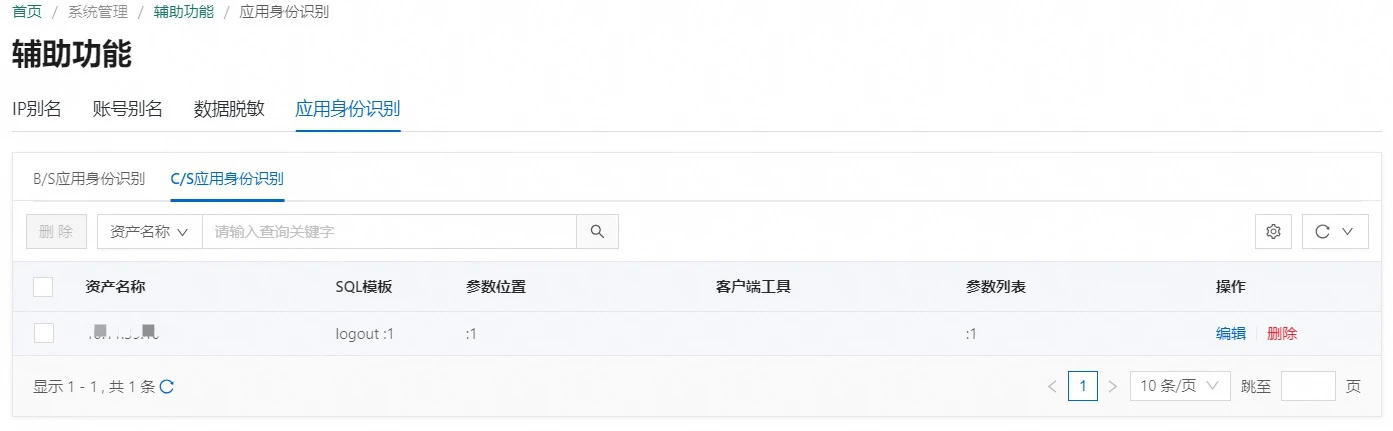 首页 / 系统管理 / 辅助功能 / 应用身份识别
辅助功能
IP别名 账号别名 数据脱敏 应用身份识别
B/S应用身份识别 C/S应用身份识别
删 除 资产名称 请输入查询关键字
资产名称 SQL模板 参数位置 客户端工具 参数列表 操作
logout :1 :1 :1 编辑 删除
显示 1 - 1 , 共 1 条 1 10 条/页 跳至 页